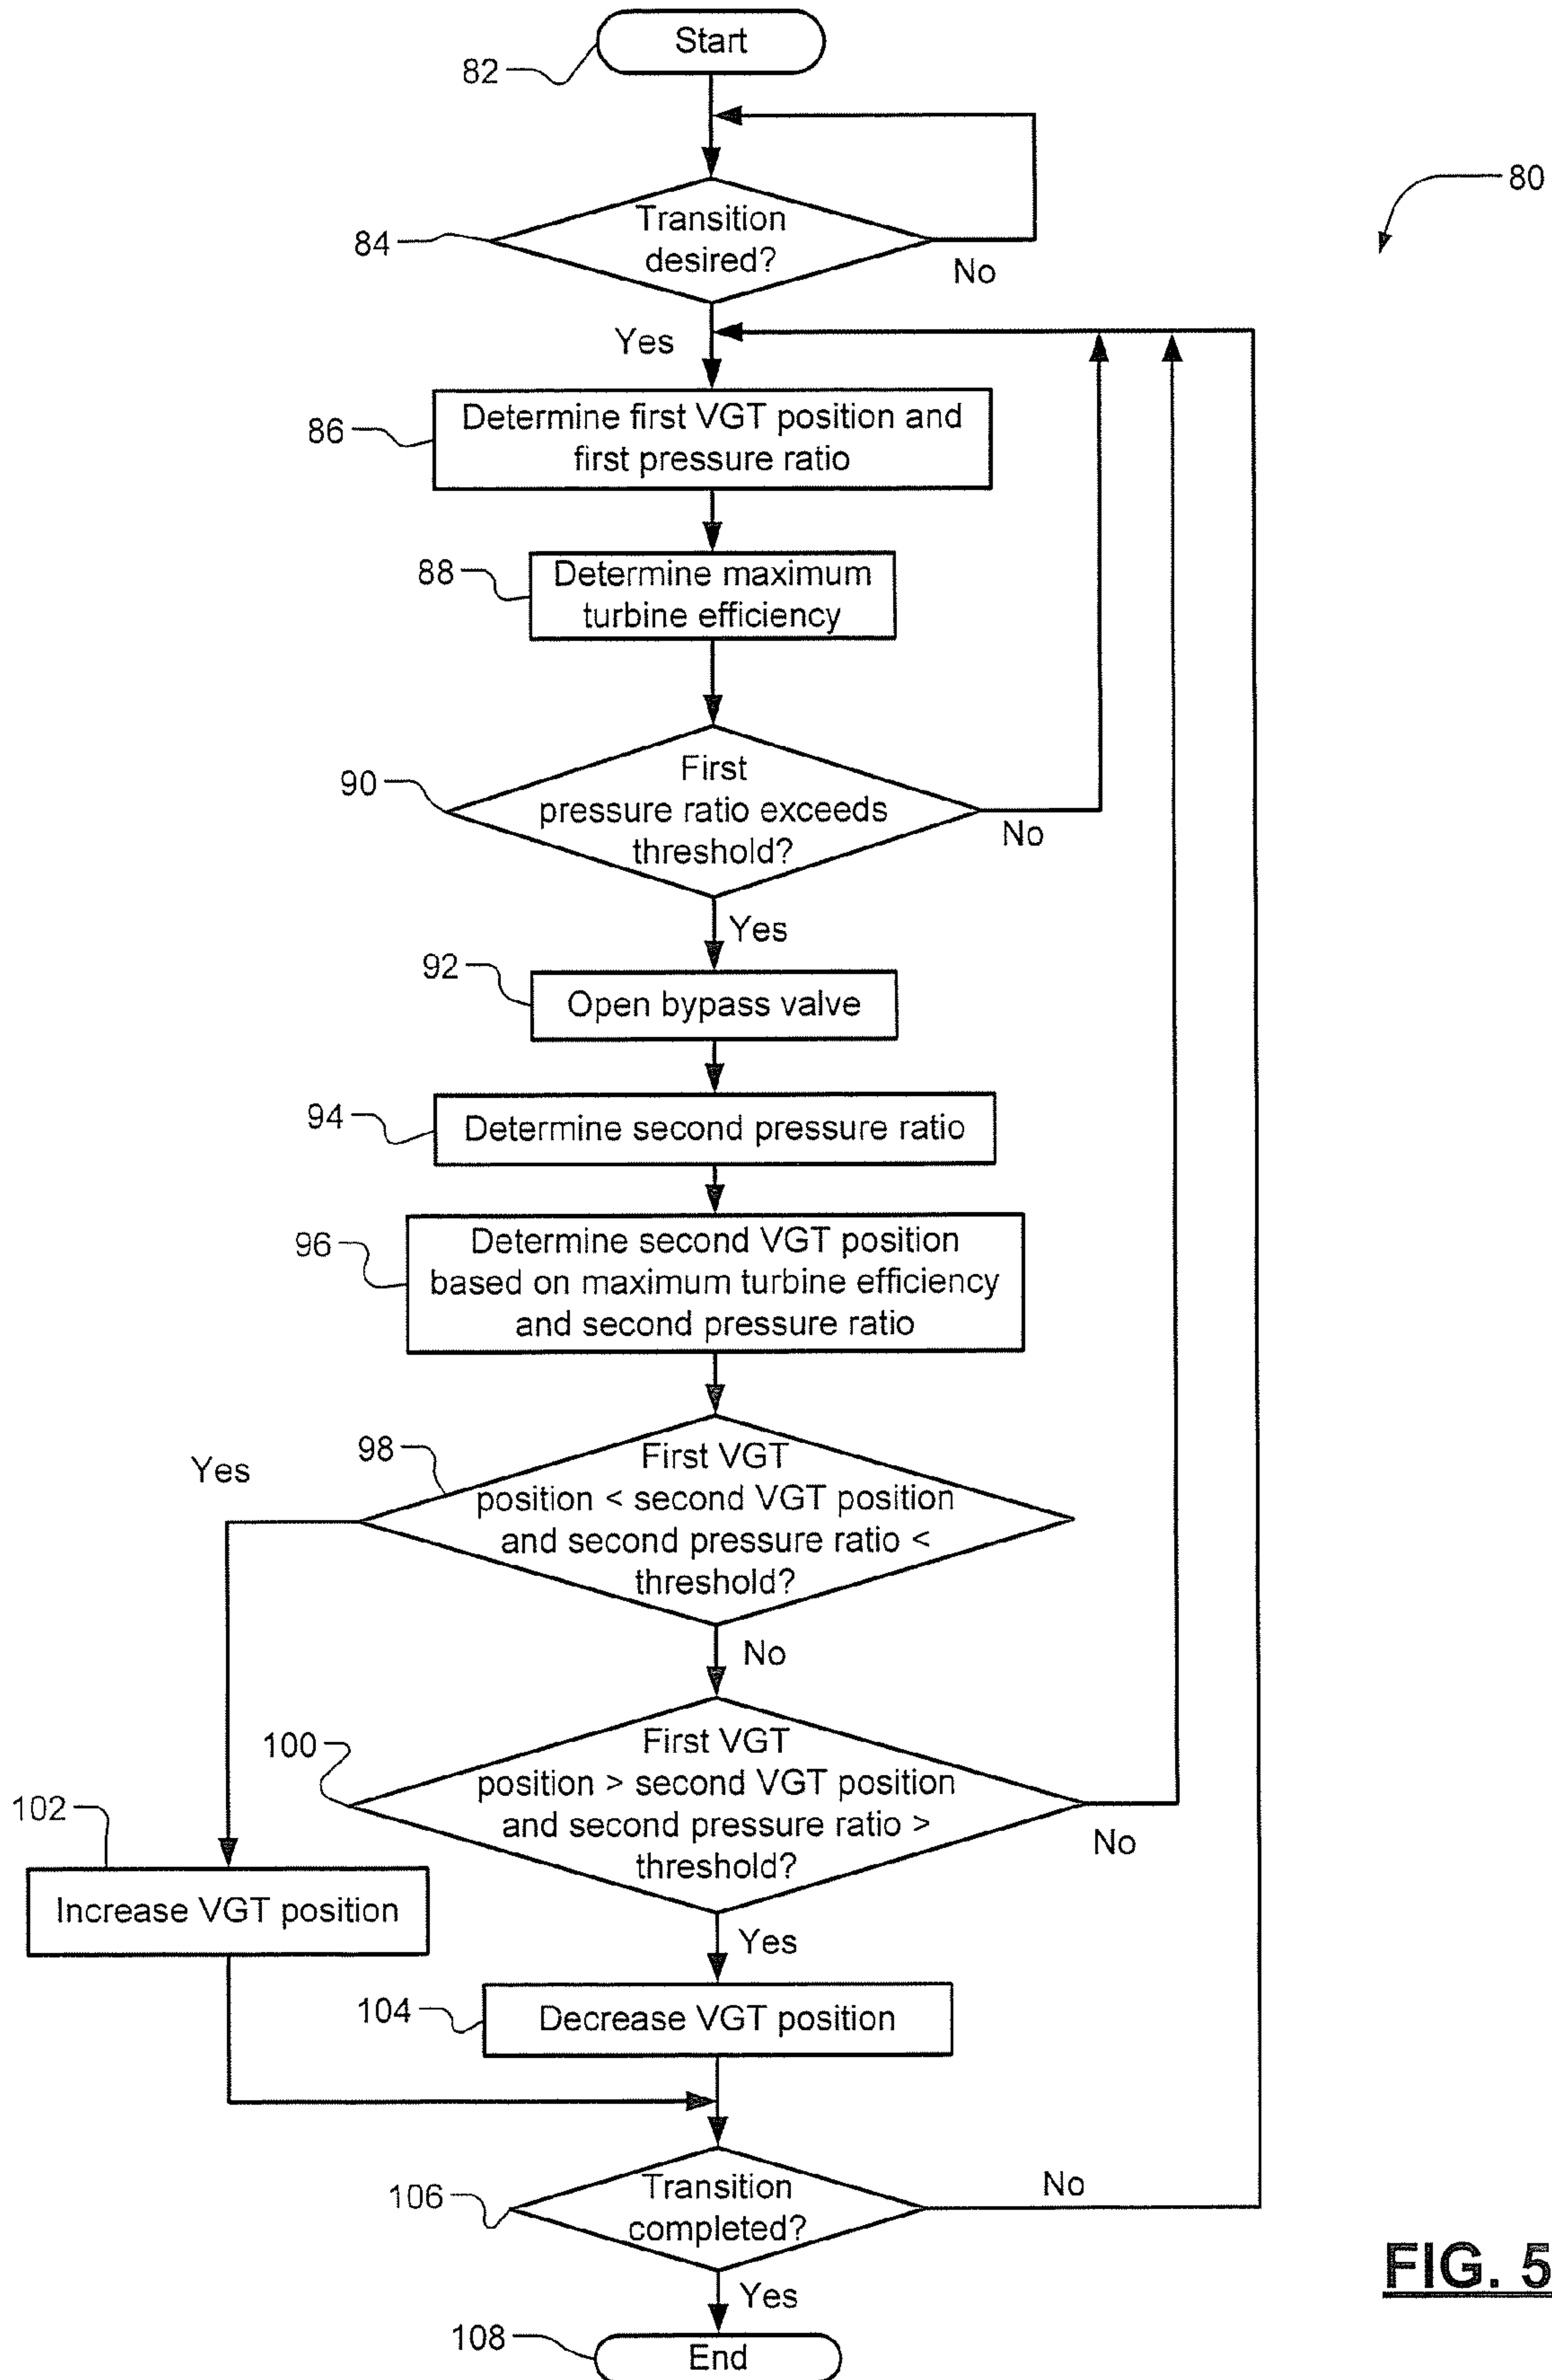 Start
82
80
Transition
desired?
84
No
Yes
Determine first VGT position and
first pressure ratio
86
Determine maximum
turbine efficiency
88
First
pressure ratio exceeds
threshold?
90
No
Yes
92
Open bypass valve
94
Determine second pressure ratio
96
Determine second VGT position
based on maximum turbine efficiency
and second pressure ratio
98
Yes
First VGT
position < second VGT position
and second pressure ratio <
threshold?
No
100
First VGT
position > second VGT position
and second pressure ratio >
threshold?
No
102
Increase VGT position
Yes
104
Decrease VGT position
106
Transition
completed?
No
Yes
108
End
FIG. 5